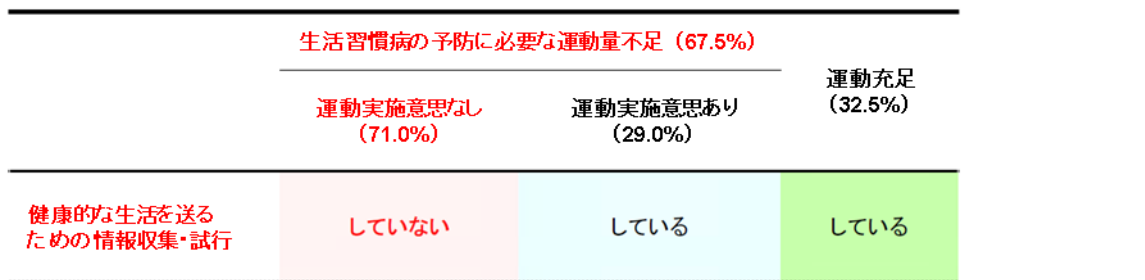 生活習慣病の予防に必要な運動量不足（67.5%）
運動充足
（32.5%）
運動実施意思なし
（71.0%）
運動実施意思あり
（29.0%）
健康的な生活を送る
ための情報収集・試行
していない
している
している